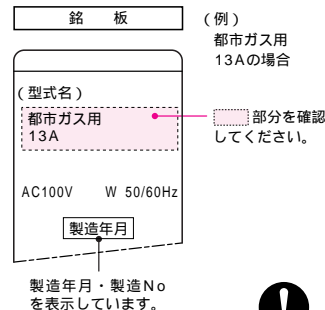 銘 板
(例)
都市ガス用
13Aの場合
(型式名)
都市ガス用
13A
部分を確認
してください。
AC100V W 50/60Hz
製造年月
製造年月・製造No
を表示しています。